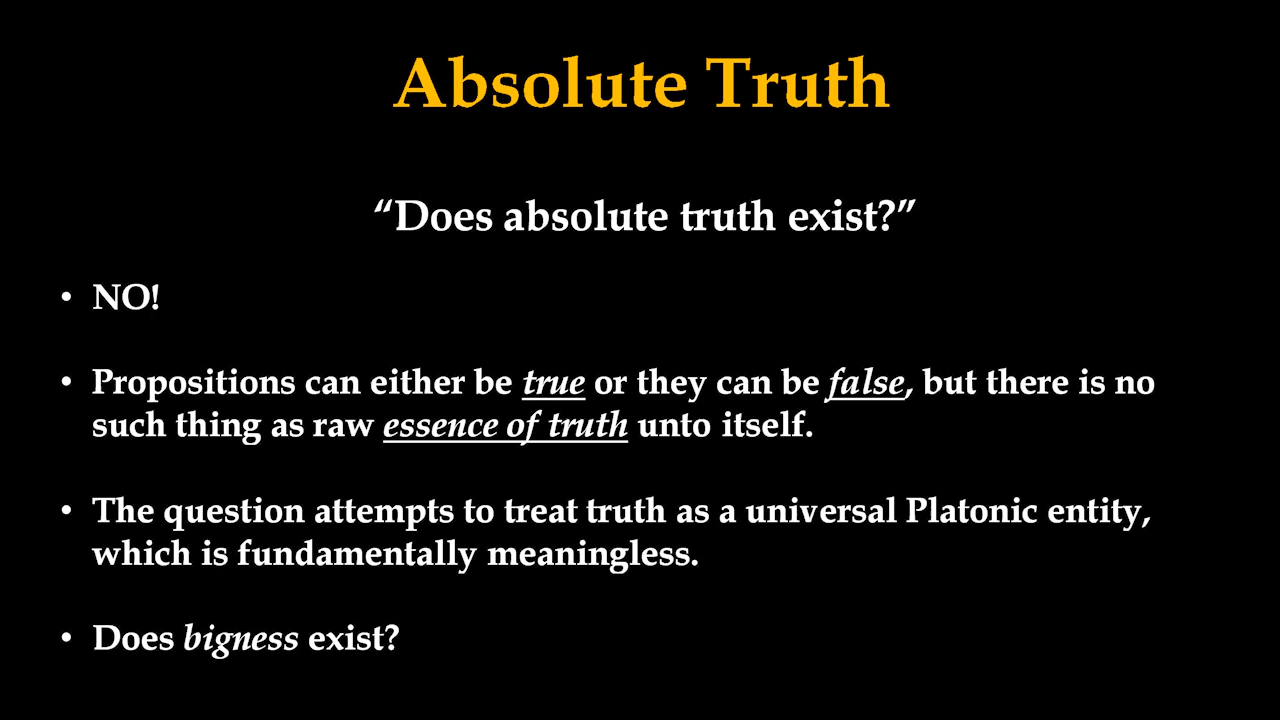 Absolute Truth
“Does absolute truth exist?”
• NO!
• Propositions can either be true or they can be false, but there is no
such thing as raw essence of truth unto itself.
• The question attempts to treat truth as a universal Platonic entity,
which is fundamentally meaningless.
• Does bigness exist?